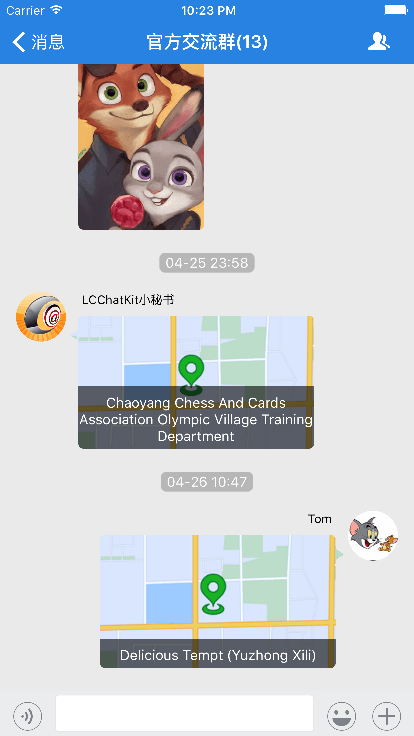 Carrier 10:23 PM
消息 官方交流群(13)
04-25 23:58
LCChatKit小秘书
Chaoyang Chess And Cards
Association Olympic Village Training
Department
04-26 10:47
Tom
Delicious Tempt (Yuzhong Xili)